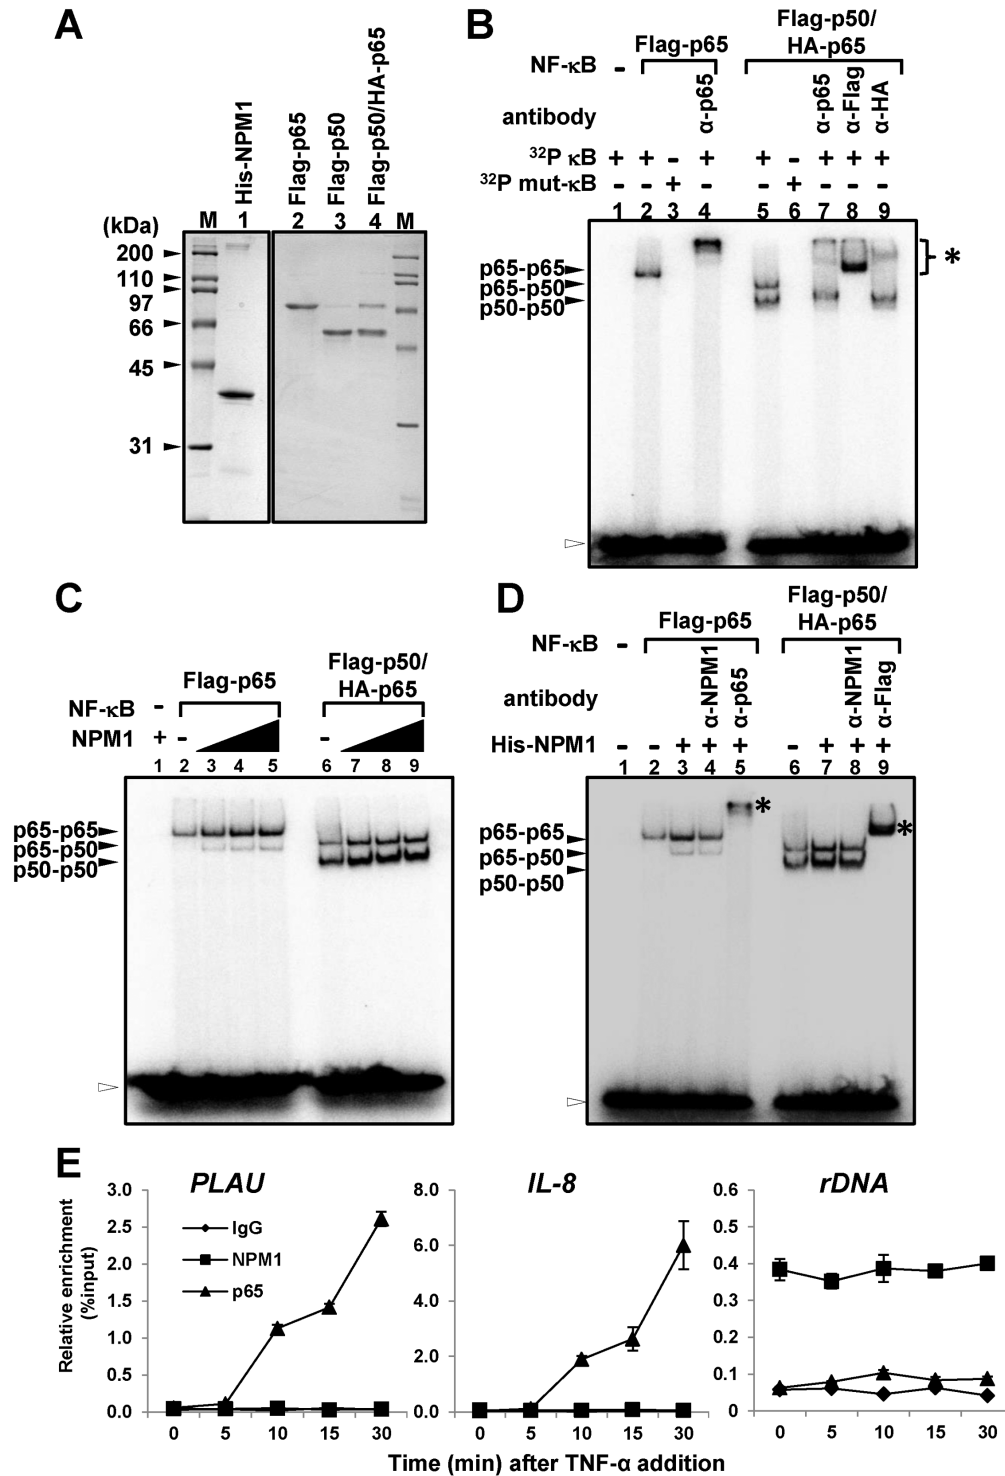 A
His-NPM1
Flag-p65
Flag-p50
Flag-p50/HA-p65
(kDa) M 1 2 3 4 M
200
110
97
66
45
31
B
Flag-p50/
Flag-p65 HA-p65
NF-κB -
antibody α-p65 α-p65 α-Flag α-HA
³²P κB + + - + + - + + +
³²P mut-κB - - + - - + - - -
1 2 3 4 5 6 7 8 9
p65-p65
p65-p50
p50-p50
*
C
Flag-p50/
Flag-p65 HA-p65
NF-κB -
NPM1 + - -
1 2 3 4 5 6 7 8 9
p65-p65
p65-p50
p50-p50
D
Flag-p50/
Flag-p65 HA-p65
NF-κB -
antibody α-NPM1 α-p65 α-NPM1 α-Flag
His-NPM1 - - + + + - + + +
1 2 3 4 5 6 7 8 9
p65-p65
p65-p50
p50-p50
*
*
E
PLAU
Relative enrichment
(%input)
3.0
2.5
2.0
1.5
1.0
0.5
0.0
IgG
NPM1
p65
0 5 10 15 30
IL-8
8.0
6.0
4.0
2.0
0.0
0 5 10 15 30
rDNA
0.6
0.5
0.4
0.3
0.2
0.1
0
0 5 10 15 30
Time (min) after TNF-α addition